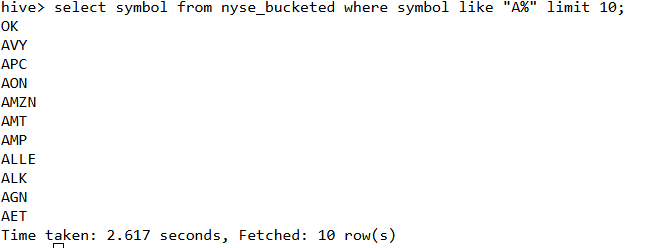 hive> select symbol from nyse_bucketed where symbol like "A%" limit 10;
OK
AVY
APC
AON
AMZN
AMT
AMP
ALLE
ALK
AGN
AET
Time taken: 2.617 seconds, Fetched: 10 row(s)